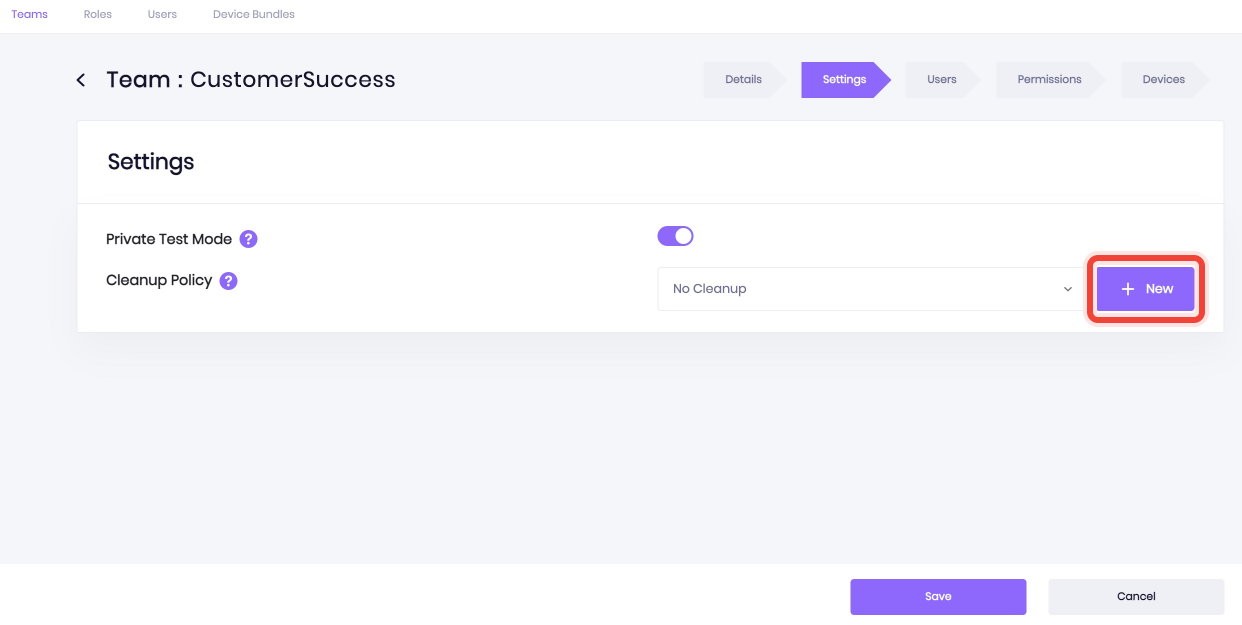 Teams Roles Users Device Bundles
Team : CustomerSuccess
Details Settings Users Permissions Devices
Settings
Private Test Mode ?
Cleanup Policy ?
No Cleanup
+ New
Save Cancel